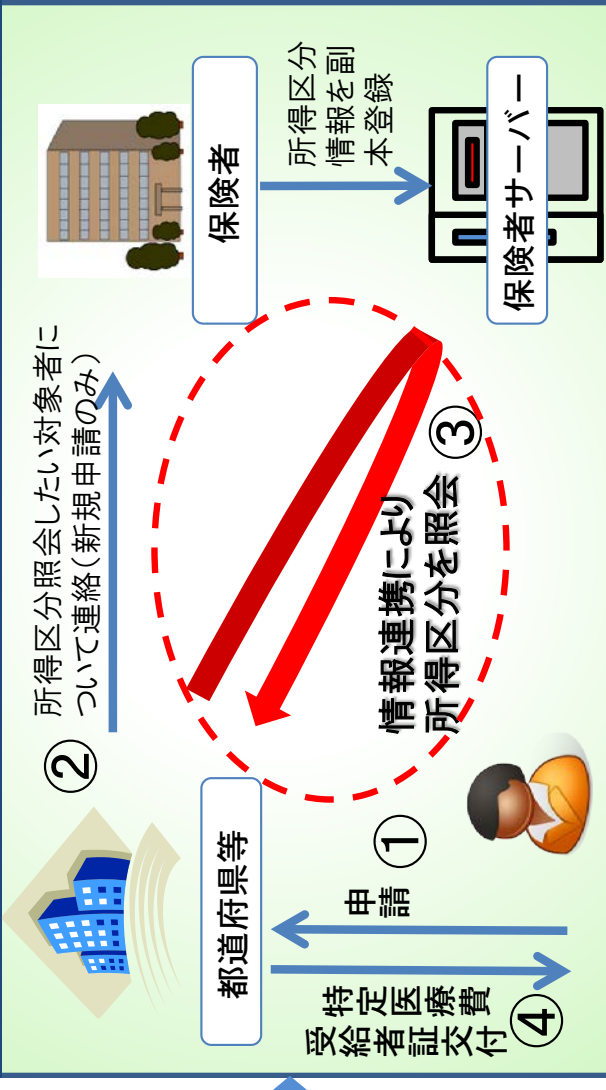 ②
所得区分照会したい対象者に
ついて連絡(新規申請のみ)
都道府県等
保険者
所得区分
情報を副
本登録
保険者サーバー
③
情報連携により
所得区分を照会
①
申請
特定医療費
受給者証交付
④